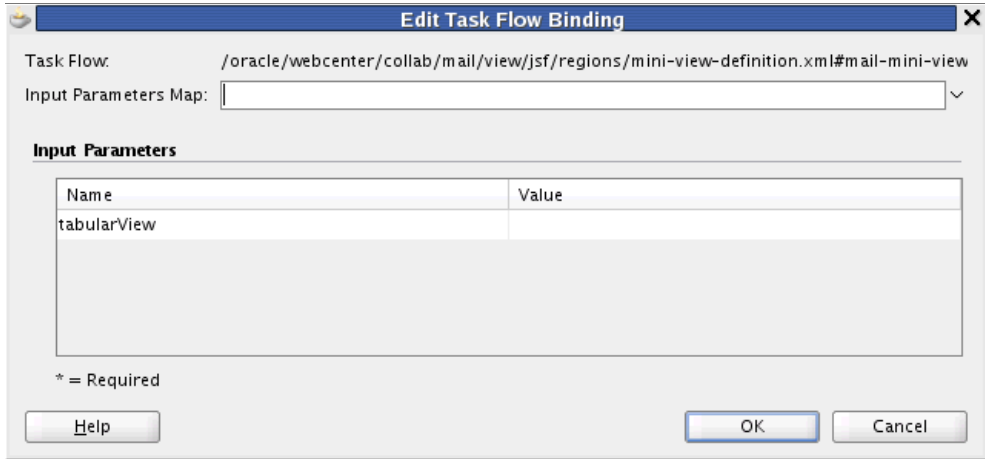 Edit Task Flow Binding
Task Flow: /oracle/webcenter/collab/mail/view/jsf/regions/mini-view-definition.xml#mail-mini-view
Input Parameters Map:
Input Parameters
Name Value
tabularView
* = Required
Help OK Cancel